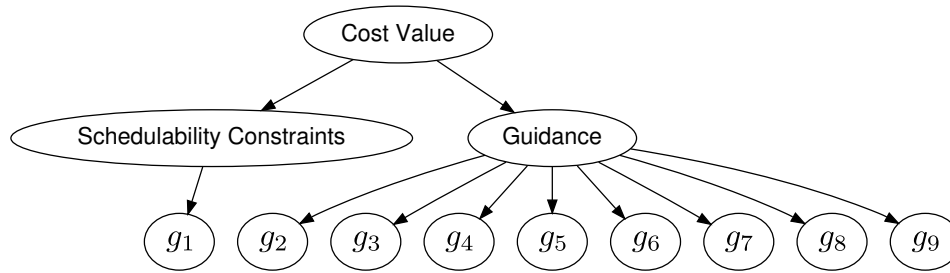 Cost Value
Schedulability Constraints
Guidance
g₁ g₂ g₃ g₄ g₅ g₆ g₇ g₈ g₉